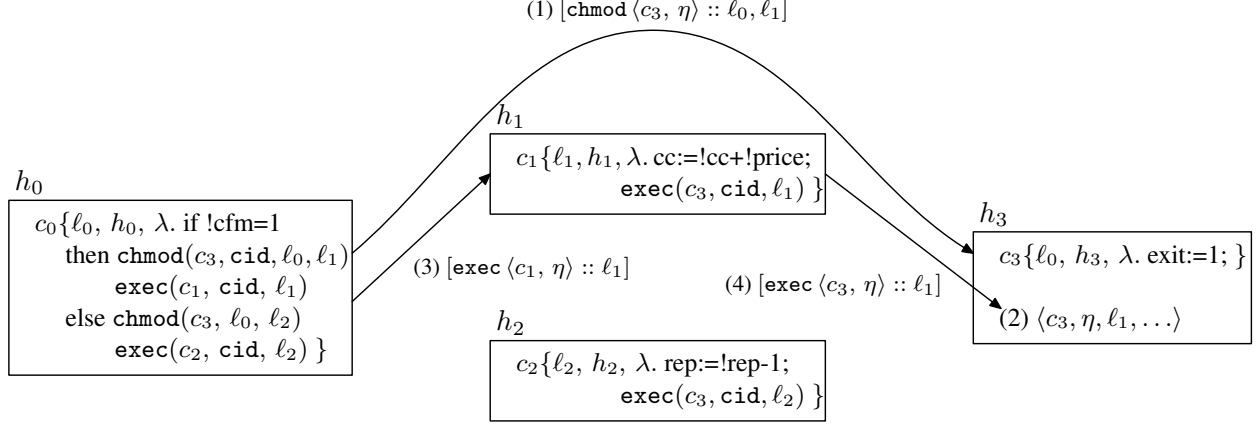 (1) [chmod ⟨c₃, η⟩ :: ℓ₀, ℓ₁]
h₀
c₀{ℓ₀, h₀, λ. if !cfm=1
then chmod(c₃, cid, ℓ₀, ℓ₁)
exec(c₁, cid, ℓ₁)
else chmod(c₃, ℓ₀, ℓ₂)
exec(c₂, cid, ℓ₂) }
h₁
c₁{ℓ₁, h₁, λ. cc:=!cc+!price;
exec(c₃, cid, ℓ₁) }
(3) [exec ⟨c₁, η⟩ :: ℓ₁]
(4) [exec ⟨c₃, η⟩ :: ℓ₁]
h₂
c₂{ℓ₂, h₂, λ. rep:=!rep-1;
exec(c₃, cid, ℓ₂) }
h₃
c₃{ℓ₀, h₃, λ. exit:=1; }
(2) ⟨c₃, η, ℓ₁, . . .⟩